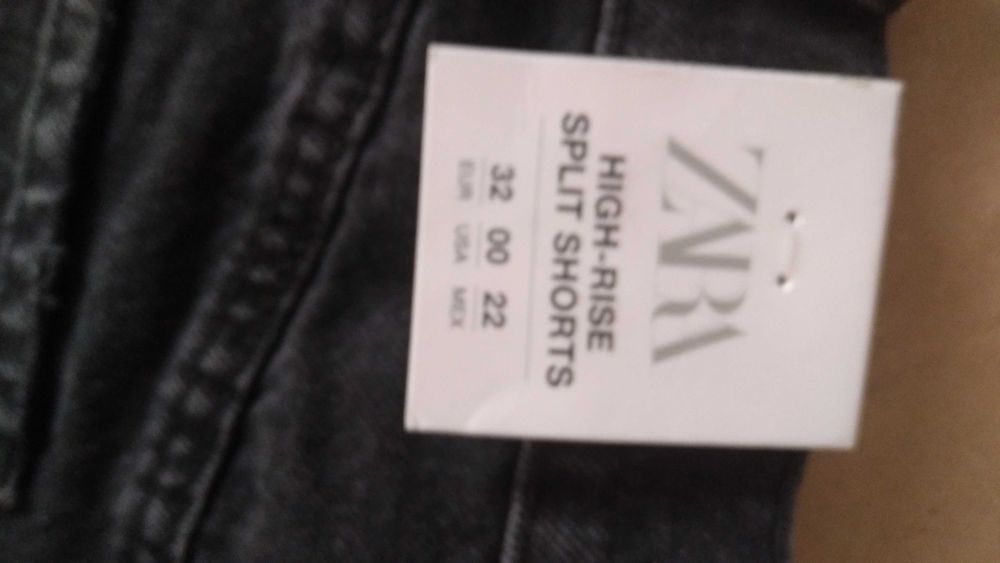 ZARA
HIGH-RISE
SPLIT SHORTS
32 00 22
EUR USA MEX